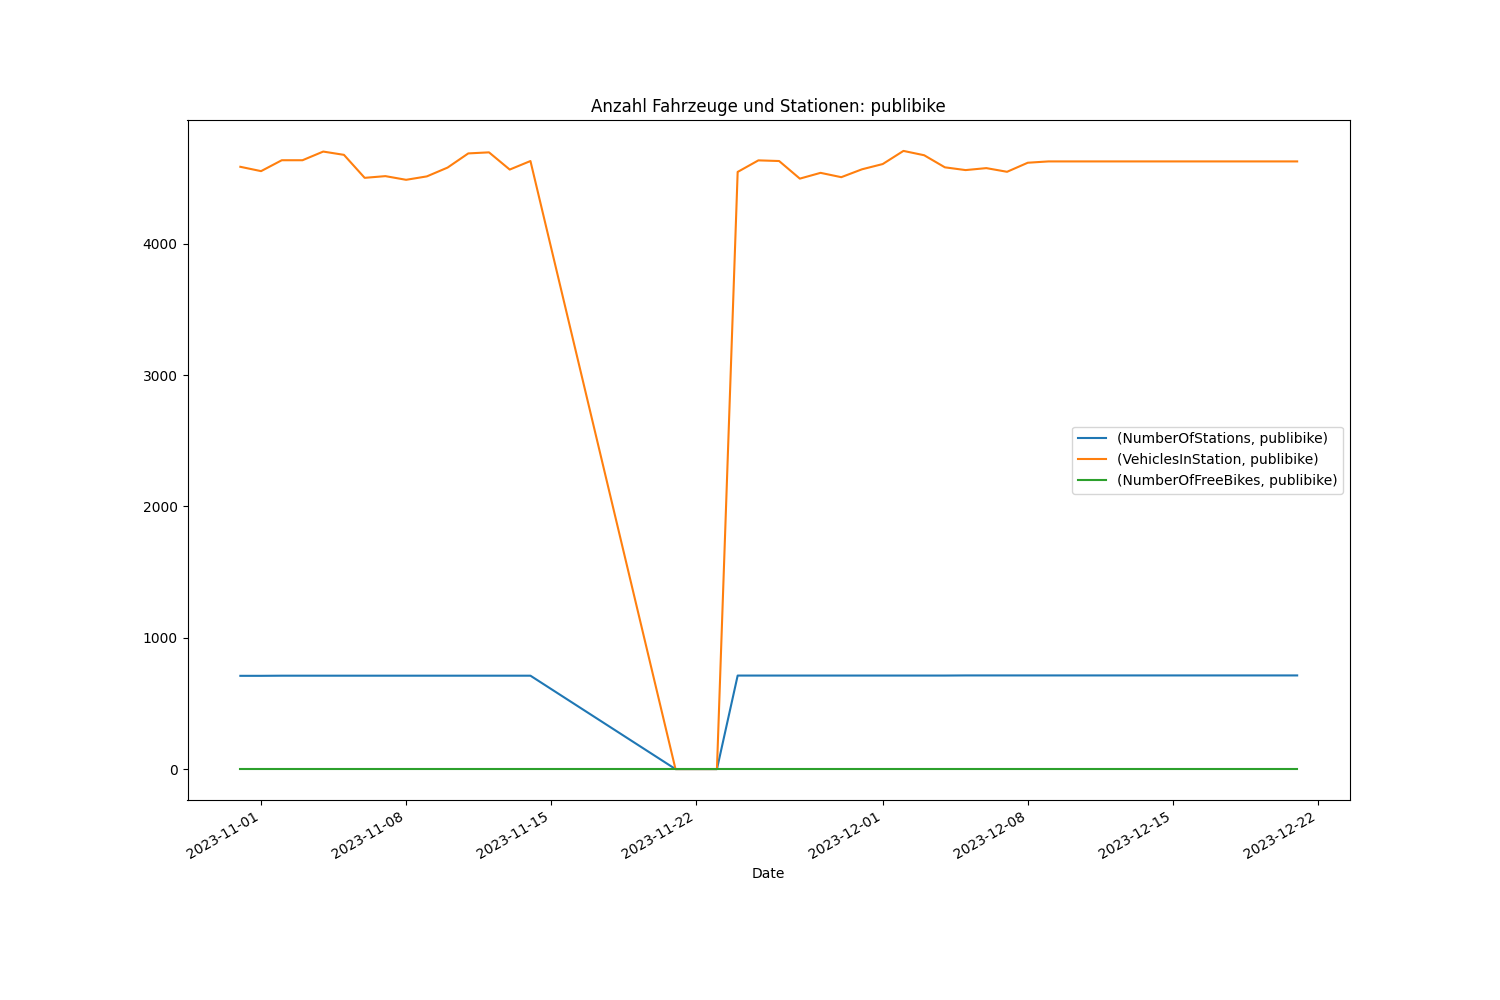 Anzahl Fahrzeuge und Stationen: publibike
4000
3000
2000
1000
0
(NumberOfStations, publibike)
(VehiclesInStation, publibike)
(NumberOfFreeBikes, publibike)
2023-11-01
2023-11-08
2023-11-15
2023-11-22
2023-12-01
2023-12-08
2023-12-15
2023-12-22
Date